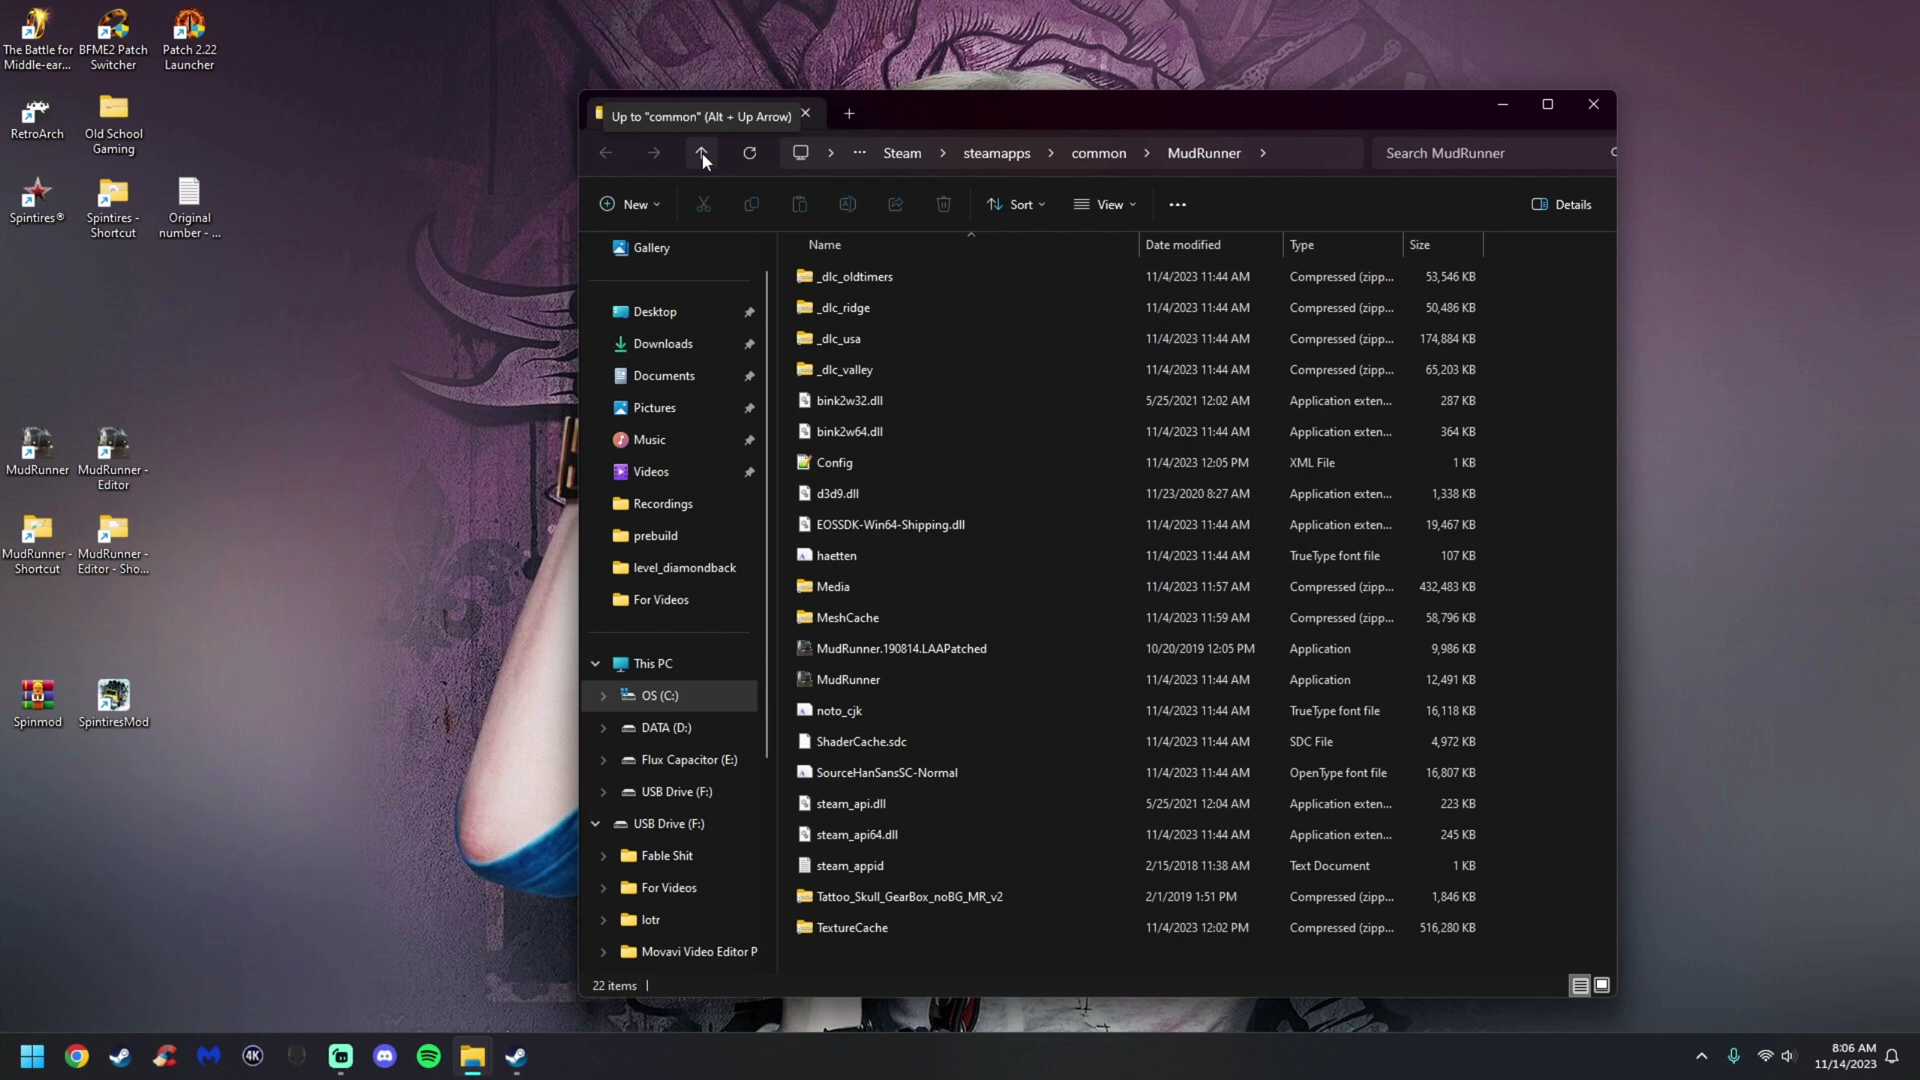 The Battle for
Middle-ear...
BFME2 Patch
Switcher
Patch 2.22
Launcher
RetroArch
Old School
Gaming
Spintires®
Spintires -
Shortcut
Original
number - ...
MudRunner
MudRunner -
Editor
MudRunner -
Shortcut
MudRunner -
Editor - Sho...
Spinmod
SpintiresMod
Up to "common" (Alt + Up Arrow)
Steam
steamapps
common
MudRunner
Search MudRunner
New
Sort
View
Details
Gallery
Desktop
Downloads
Documents
Pictures
Music
Videos
Recordings
prebuild
level_diamondback
For Videos
This PC
OS (C:)
DATA (D:)
Flux Capacitor (E:)
USB Drive (F:)
USB Drive (F:)
Fable Shit
For Videos
lotr
Movavi Video Editor P
Name Date modified Type Size
_dlc_oldtimers 11/4/2023 11:44 AM Compressed (zipp... 53,546 KB
_dlc_ridge 11/4/2023 11:44 AM Compressed (zipp... 50,486 KB
_dlc_usa 11/4/2023 11:44 AM Compressed (zipp... 174,884 KB
_dlc_valley 11/4/2023 11:44 AM Compressed (zipp... 65,203 KB
bink2w32.dll 5/25/2021 12:02 AM Application exten... 287 KB
bink2w64.dll 11/4/2023 11:44 AM Application exten... 364 KB
Config 11/4/2023 12:05 PM XML File 1 KB
d3d9.dll 11/23/2020 8:27 AM Application exten... 1,338 KB
EOSSDK-Win64-Shipping.dll 11/4/2023 11:44 AM Application exten... 19,467 KB
haetten 11/4/2023 11:44 AM TrueType font file 107 KB
Media 11/4/2023 11:57 AM Compressed (zipp... 432,483 KB
MeshCache 11/4/2023 11:59 AM Compressed (zipp... 58,796 KB
MudRunner.190814.LAAPatched 10/20/2019 12:05 PM Application 9,986 KB
MudRunner 11/4/2023 11:44 AM Application 12,491 KB
noto_cjk 11/4/2023 11:44 AM TrueType font file 16,118 KB
ShaderCache.sdc 11/4/2023 11:44 AM SDC File 4,972 KB
SourceHanSansSC-Normal 11/4/2023 11:44 AM OpenType font file 16,807 KB
steam_api.dll 5/25/2021 12:04 AM Application exten... 223 KB
steam_api64.dll 11/4/2023 11:44 AM Application exten... 245 KB
steam_appid 2/15/2018 11:38 AM Text Document 1 KB
Tattoo_Skull_GearBox_noBG_MR_v2 2/1/2019 1:51 PM Compressed (zipp... 1,846 KB
TextureCache 11/4/2023 12:02 PM Compressed (zipp... 516,280 KB
22 items
4K
8:06 AM
11/14/2023